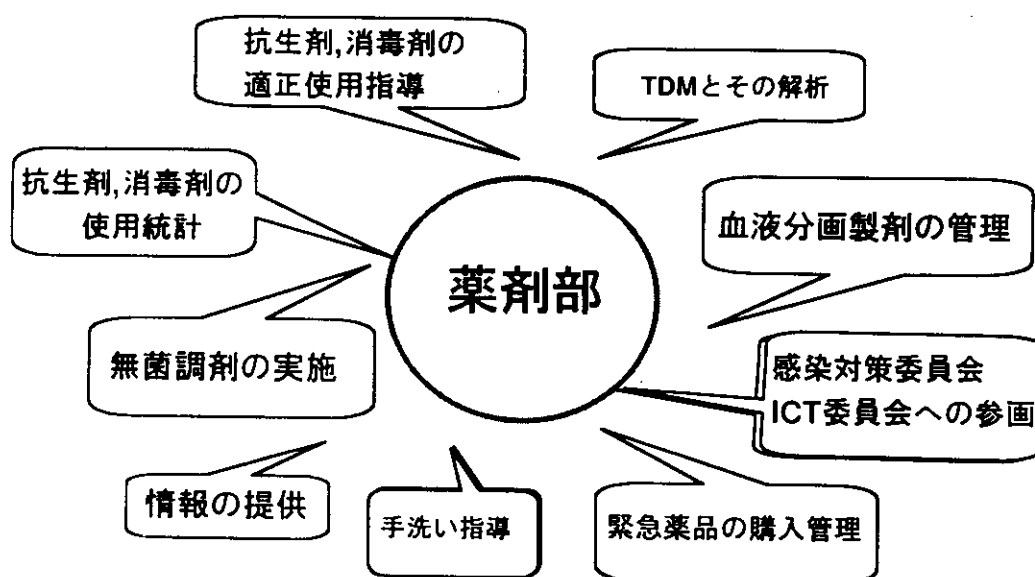 抗生剤,消毒剤の
適正使用指導
TDMとその解析
抗生剤,消毒剤の
使用統計
血液分画製剤の管理
薬剤部
無菌調剤の実施
感染対策委員会
ICT委員会への参画
情報の提供
手洗い指導
緊急薬品の購入管理